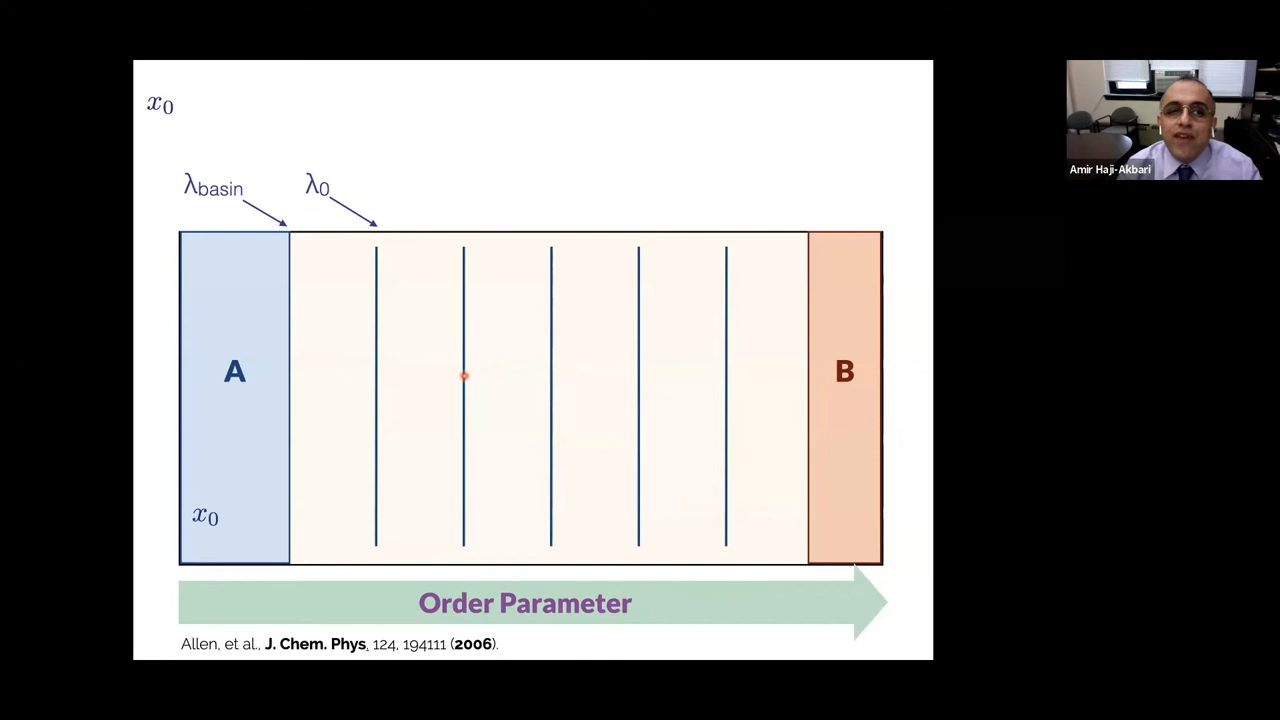 x₀
λbasin
λ0
Amir Haji-Akbari
A
B
x₀
Order Parameter
Allen, et al., J. Chem. Phys. 124, 194111 (2006).